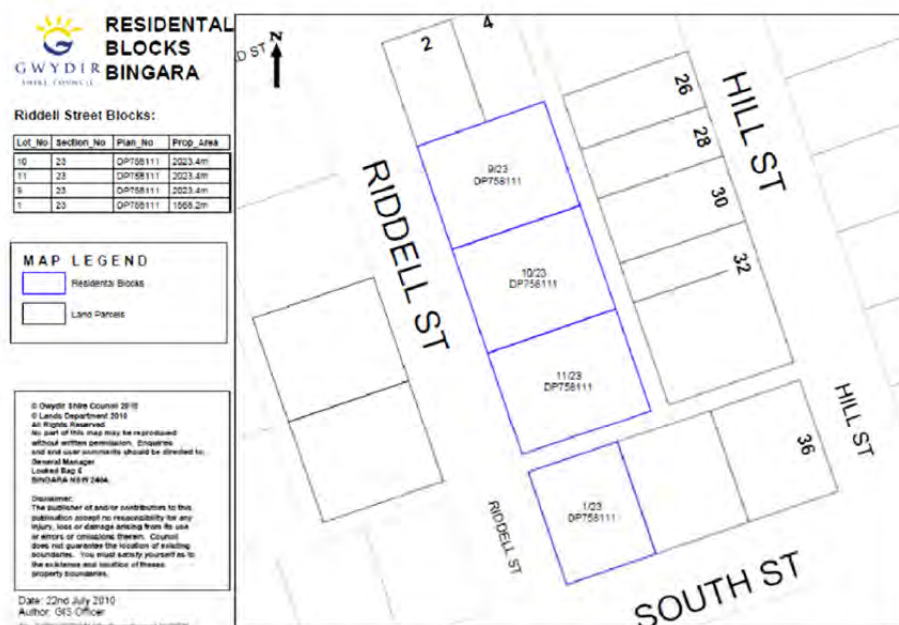 GWYDIR
SHIRE COUNCIL
RESIDENTAL
BLOCKS
BINGARA
Riddell Street Blocks:
Lot_No Section_No Plan_No Prop_Area
10 23 DP758111 2023.4m
11 23 DP758111 2023.4m
9 23 DP758111 2023.4m
1 23 DP758111
MAP LEGEND
Residental Blocks
Land Parcels
© Gwydir Shire Council 2010
© Lands Department 2010
All Rights Reserved
No part of this map may be reproduced
without written permission. Enquiries
and end user comments should be directed to:
General Manager
Locked Bag 5
BINGARA NSW 2404.
Disclaimer:
The publisher of and/or contributors to this
publication accept no responsibility for any
injury, loss or damage arising from its use
or errors or omissions therein. Council
does not guarantee the location of existing
boundaries. You must satisfy yourself as to
the existence and location of these
property boundaries.
Date: 22nd July 2010
Author: GIS Officer
D ST
N
2
4
26
28
30
32
36
HILL ST
RIDDELL ST
9/23
DP758111
10/23
DP758111
11/23
DP758111
HILL ST
RIDDELL ST
1/23
DP758111
SOUTH ST